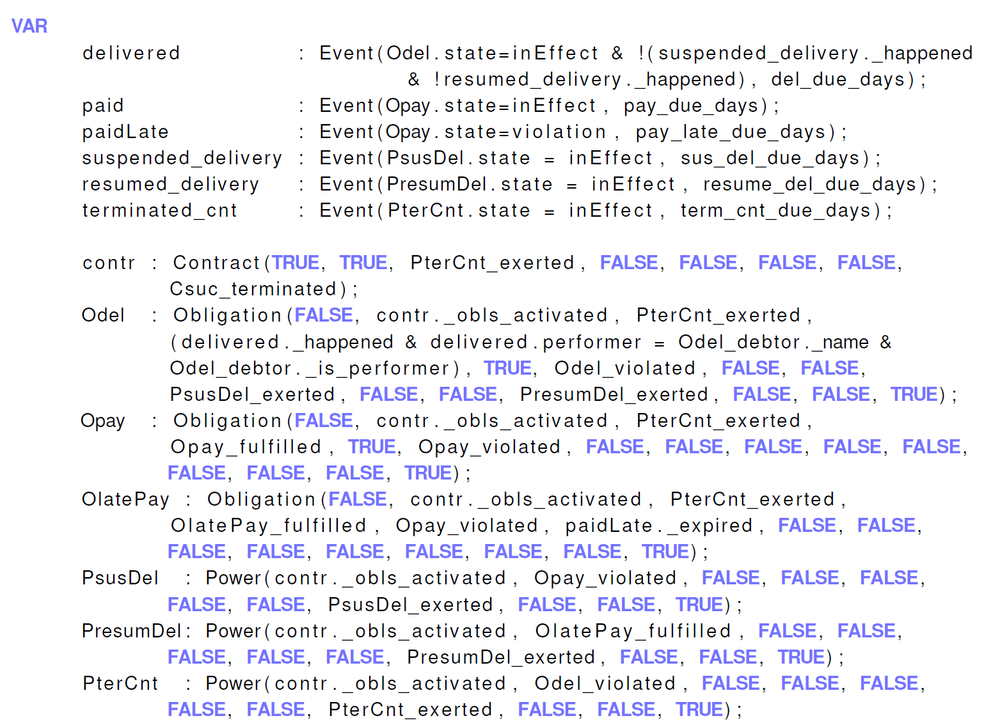 VAR
delivered : Event(Odel.state=inEffect & !(suspended_delivery._happened
& !resumed_delivery._happened), del_due_days);
paid : Event(Opay.state=inEffect, pay_due_days);
paidLate : Event(Opay.state=violation, pay_late_due_days);
suspended_delivery : Event(PsusDel.state = inEffect, sus_del_due_days);
resumed_delivery : Event(PresumDel.state = inEffect, resume_del_due_days);
terminated_cnt : Event(PterCnt.state = inEffect, term_cnt_due_days);
contr : Contract(TRUE, TRUE, PterCnt_exerted, FALSE, FALSE, FALSE, FALSE,
Csuc_terminated);
Odel : Obligation(FALSE, contr._obls_activated, PterCnt_exerted,
(delivered._happened & delivered.performer = Odel_debtor._name &
Odel_debtor._is_performer), TRUE, Odel_violated, FALSE, FALSE,
PsusDel_exerted, FALSE, FALSE, PresumDel_exerted, FALSE, FALSE, TRUE);
Opay : Obligation(FALSE, contr._obls_activated, PterCnt_exerted,
Opay_fulfilled, TRUE, Opay_violated, FALSE, FALSE, FALSE, FALSE, FALSE,
FALSE, FALSE, FALSE, TRUE);
OlatePay : Obligation(FALSE, contr._obls_activated, PterCnt_exerted,
OlatePay_fulfilled, Opay_violated, paidLate._expired, FALSE, FALSE,
FALSE, FALSE, FALSE, FALSE, FALSE, FALSE, TRUE);
PsusDel : Power(contr._obls_activated, Opay_violated, FALSE, FALSE, FALSE,
FALSE, FALSE, PsusDel_exerted, FALSE, FALSE, TRUE);
PresumDel: Power(contr._obls_activated, OlatePay_fulfilled, FALSE, FALSE,
FALSE, FALSE, FALSE, PresumDel_exerted, FALSE, FALSE, TRUE);
PterCnt : Power(contr._obls_activated, Odel_violated, FALSE, FALSE, FALSE,
FALSE, FALSE, PterCnt_exerted, FALSE, FALSE, TRUE);